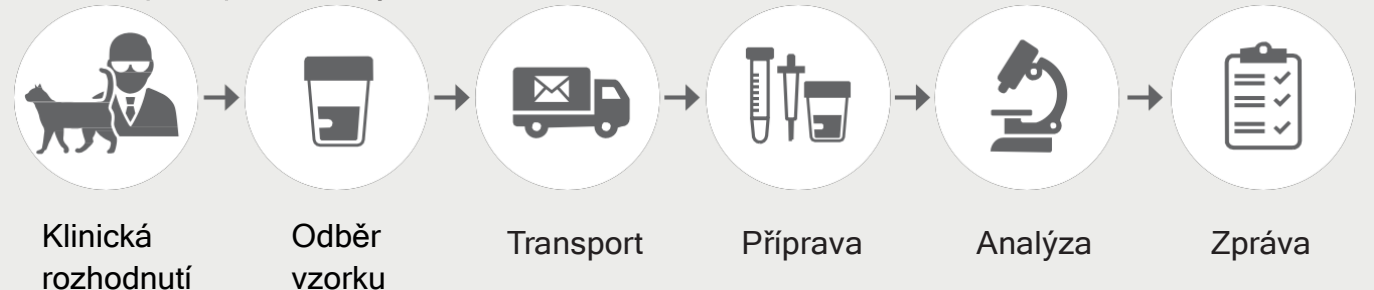 Klinická
rozhodnutí
Odběr
vzorku
Transport
Příprava
Analýza
Zpráva